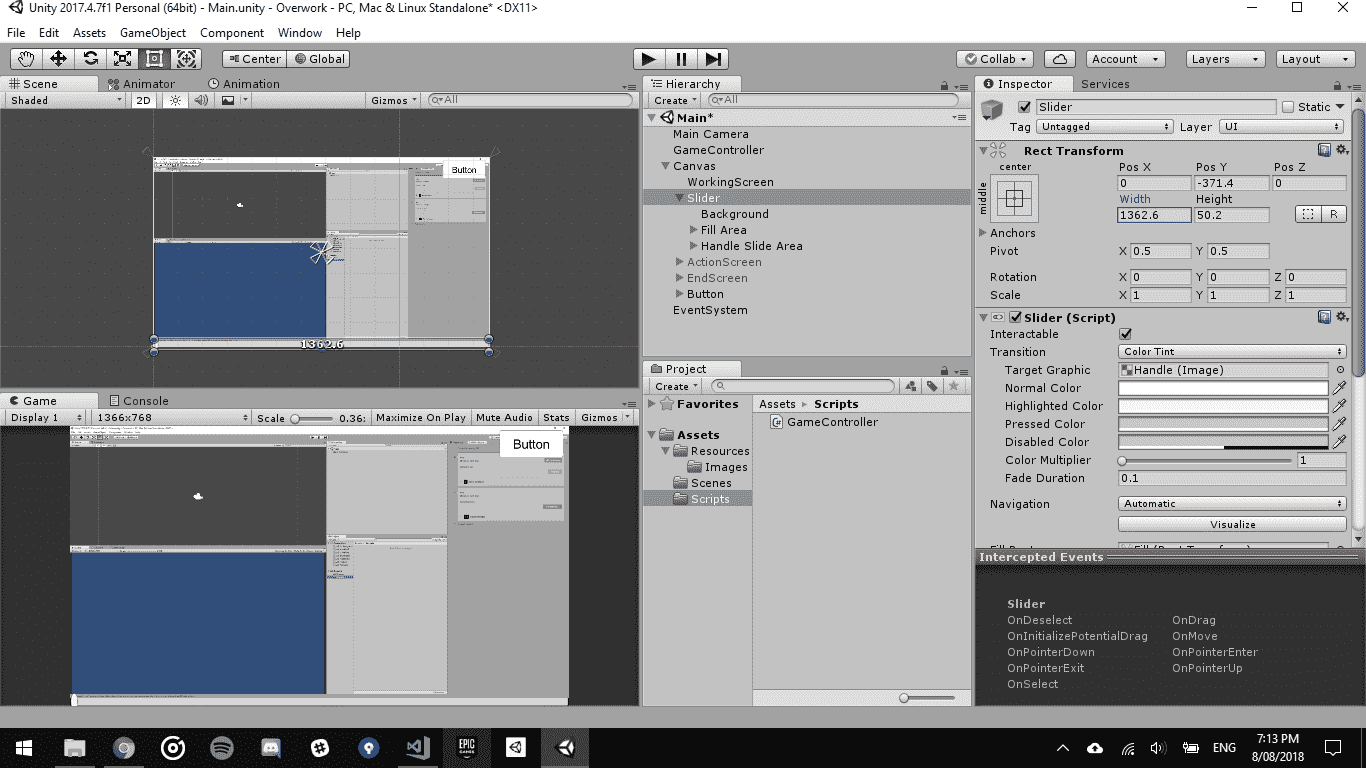 Unity 2017.4.7f1 Personal (64bit) - Main.unity - Overwork - PC, Mac & Linux Standalone* <DX11>
File Edit Assets GameObject Component Window Help
Center Global Collab Account Layers Layout
Scene Animator Animation
Shaded 2D Gizmos All
Button
1362.6
Game Console
Display 1 1366x768 Scale 0.36: Maximize On Play Mute Audio Stats Gizmos
Button
Hierarchy
Create All
Main*
Main Camera
GameController
Canvas
WorkingScreen
Slider
Background
Fill Area
Handle Slide Area
ActionScreen
EndScreen
Button
EventSystem
Project
Create
Favorites
Assets
Resources
Images
Scenes
Scripts
Assets ▸ Scripts
GameController
Inspector Services
Slider Static
Tag Untagged Layer UI
Rect Transform
center
middle
Pos X Pos Y Pos Z
0 -371.4 0
Width Height
1362.6 50.2 R
Anchors
Pivot X 0.5 Y 0.5
Rotation X 0 Y 0 Z 0
Scale X 1 Y 1 Z 1
Slider (Script)
Interactable
Transition Color Tint
Target Graphic Handle (Image)
Normal Color
Highlighted Color
Pressed Color
Disabled Color
Color Multiplier 1
Fade Duration 0.1
Navigation Automatic
Visualize
Intercepted Events
Slider
OnDeselect OnDrag
OnInitializePotentialDrag OnMove
OnPointerDown OnPointerEnter
OnPointerExit OnPointerUp
OnSelect
EPIC GAMES
ENG
7:13 PM
8/08/2018